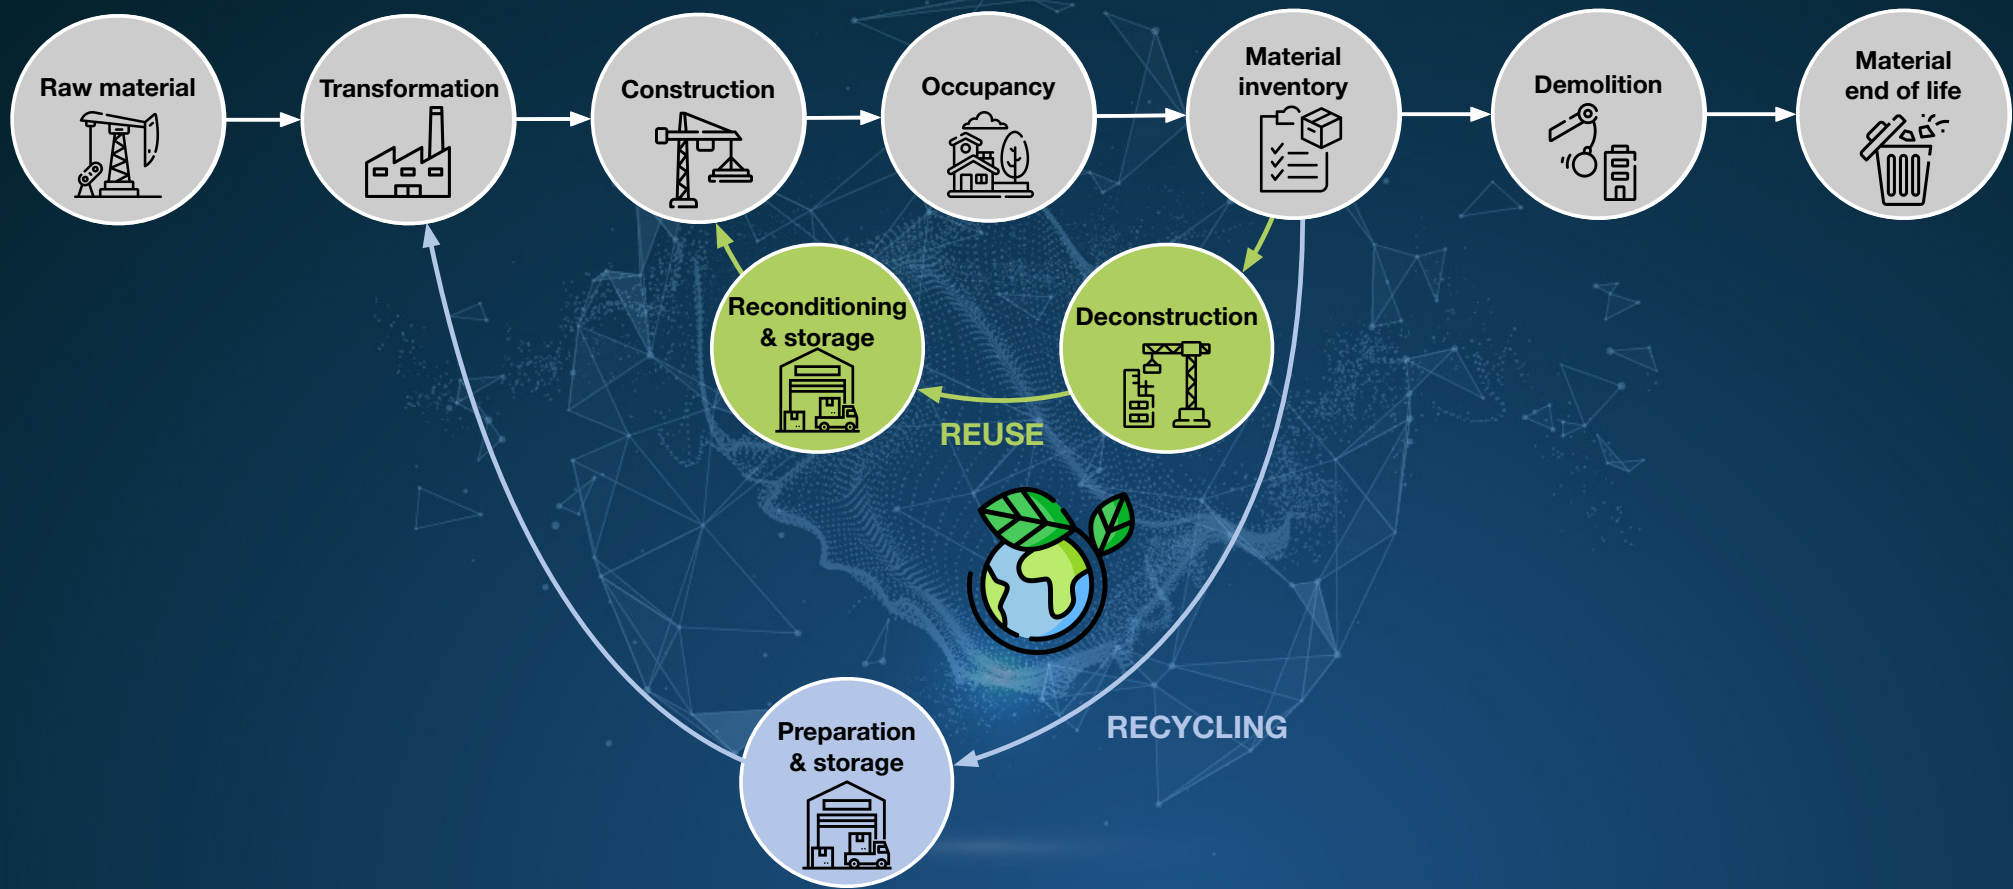 Raw material
Transformation
Construction
Occupancy
Material
inventory
Demolition
Material
end of life
Reconditioning
& storage
Deconstruction
REUSE
RECYCLING
Preparation
& storage